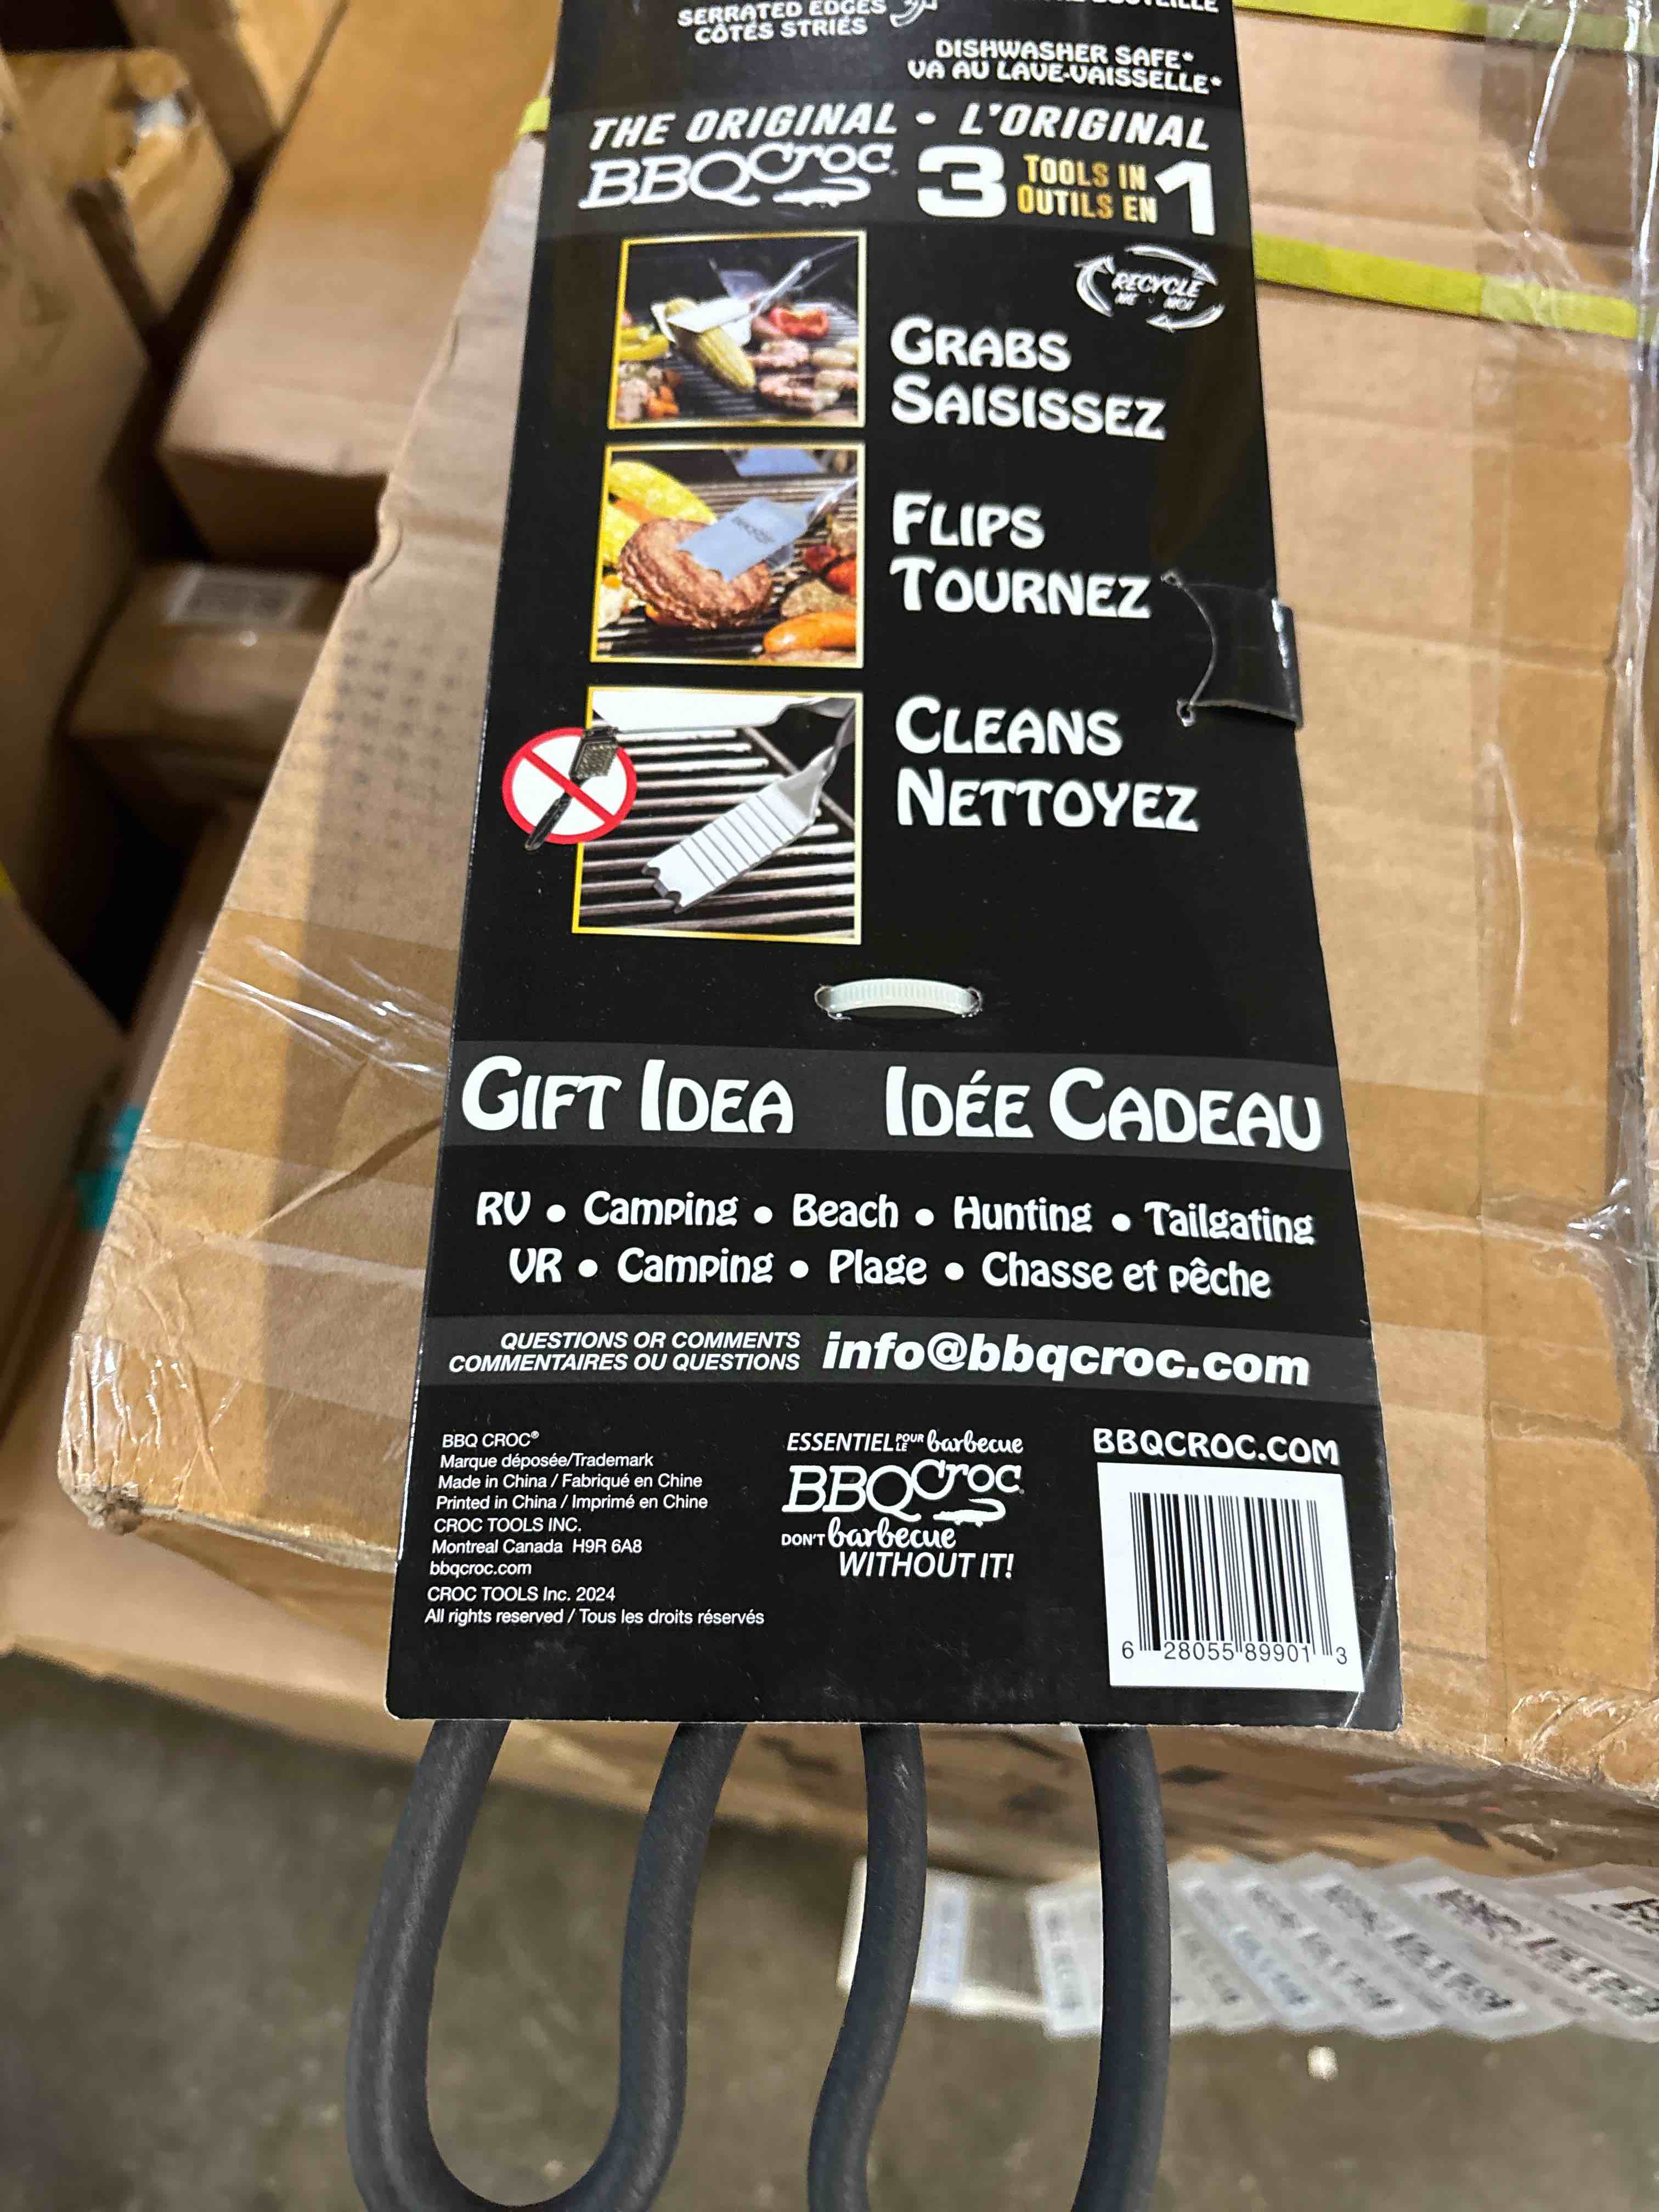 SERRATED EDGES
CÔTÉS STRIÉS
DISHWASHER SAFE*
VA AU LAVE-VAISSELLE*
THE ORIGINAL • L'ORIGINAL
BBQCroc
3 TOOLS IN 1
OUTILS EN
RECYCLE
ME • MOI
GRABS
SAISISSEZ
FLIPS
TOURNEZ
CLEANS
NETTOYEZ
GIFT IDEA IDÉE CADEAU
RV • Camping • Beach • Hunting • Tailgating
VR • Camping • Plage • Chasse et pêche
QUESTIONS OR COMMENTS
COMMENTAIRES OU QUESTIONS
info@bbqcroc.com
BBQ CROC®
Marque déposée/Trademark
Made in China / Fabriqué en Chine
Printed in China / Imprimé en Chine
CROC TOOLS INC.
Montreal Canada H9R 6A8
bbqcroc.com
CROC TOOLS Inc. 2024
All rights reserved / Tous les droits réservés
ESSENTIEL POUR LE barbecue
BBQCroc
DON'T barbecue
WITHOUT IT!
BBQCROC.COM
6 28055 89901 3